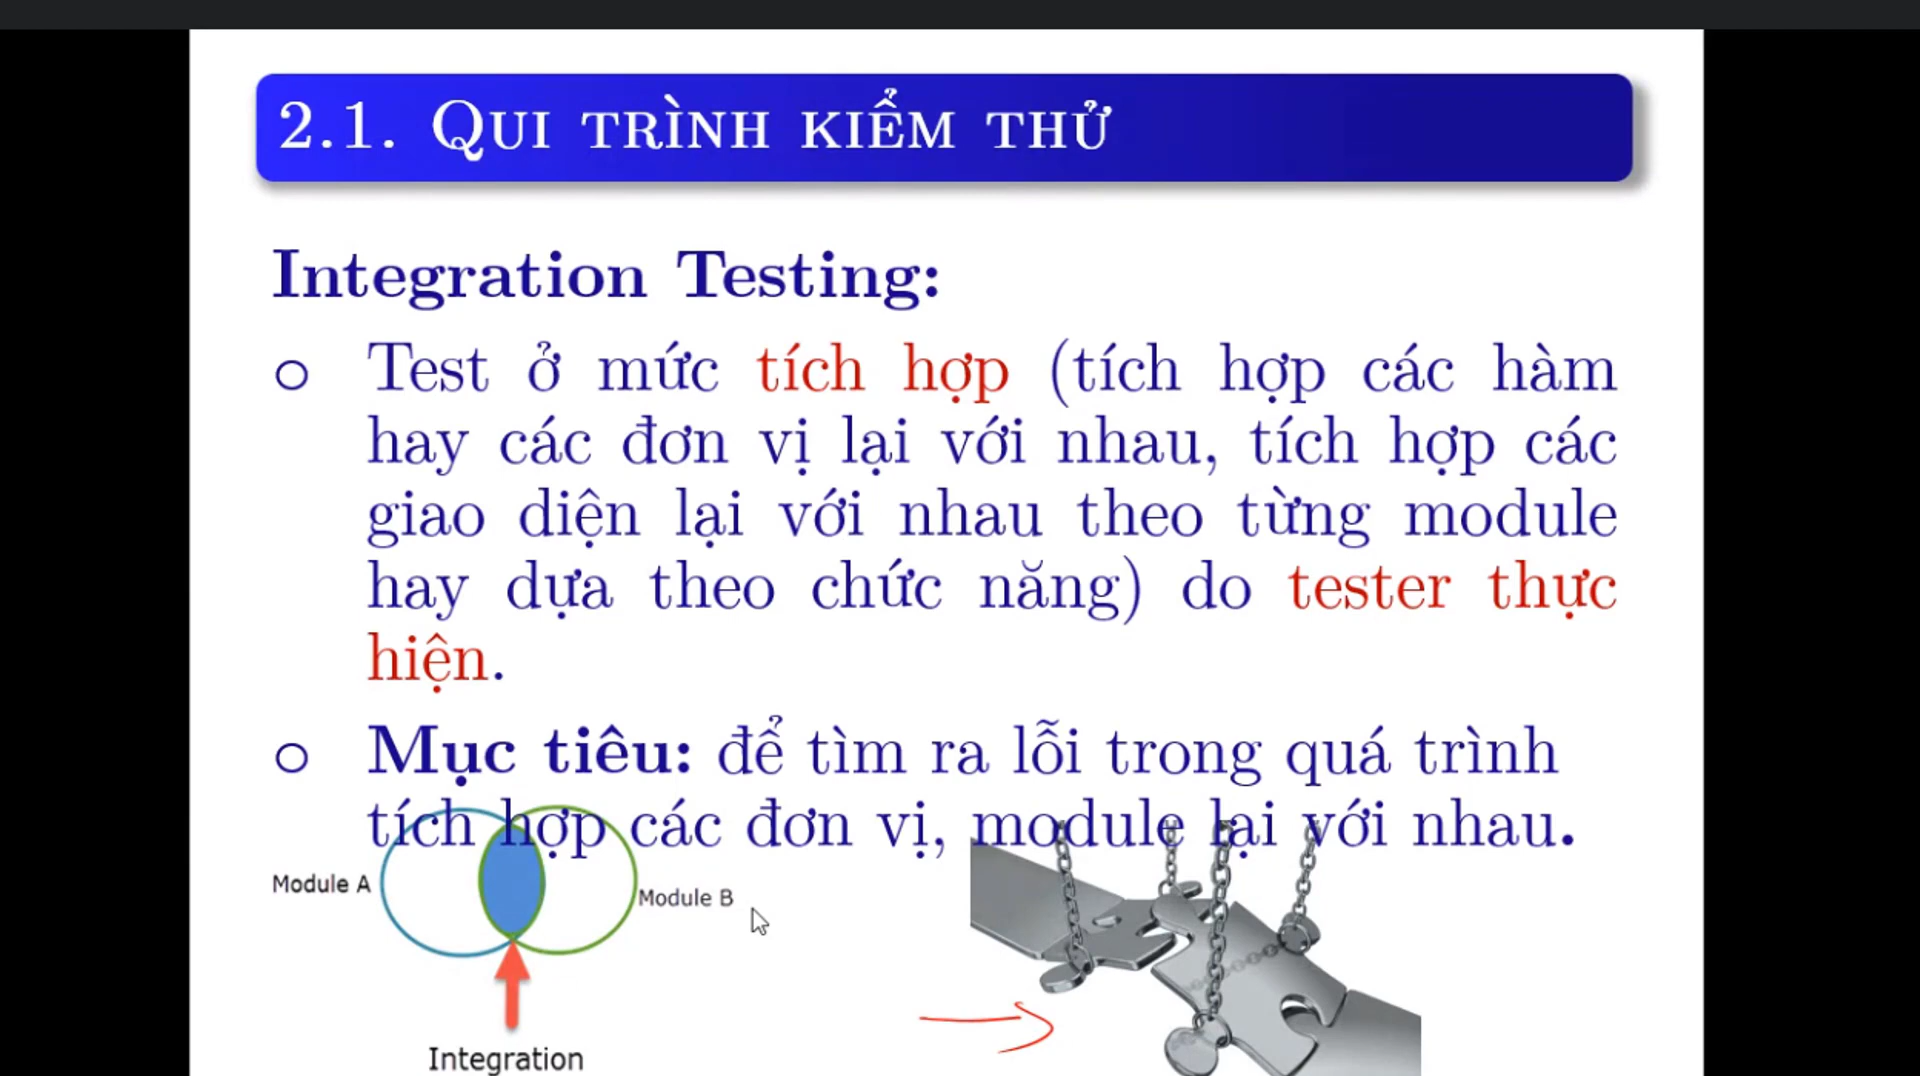 2.1. Qui trình kiểm thử
Integration Testing:
Test ở mức tích hợp (tích hợp các hàm
hay các đơn vị lại với nhau, tích hợp các
giao diện lại với nhau theo từng module
hay dựa theo chức năng) do tester thực
hiện.
Mục tiêu: để tìm ra lỗi trong quá trình
tích hợp các đơn vị, module lại với nhau.
Module A
Module B
Integration